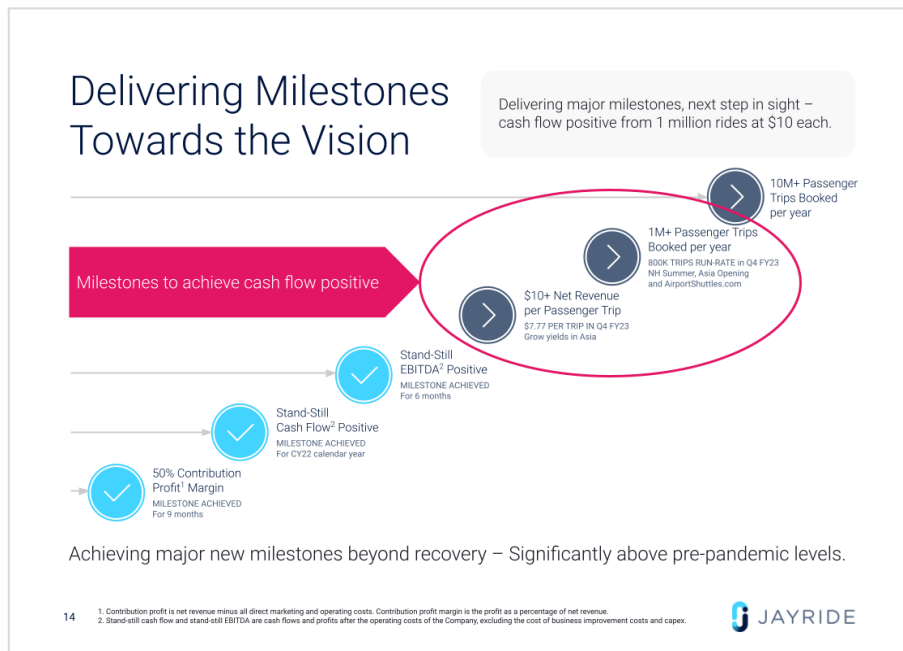 Delivering Milestones
Towards the Vision
Delivering major milestones, next step in sight –
cash flow positive from 1 million rides at $10 each.
10M+ Passenger
Trips Booked
per year
1M+ Passenger Trips
Booked per year
800K TRIPS RUN-RATE in Q4 FY23
NH Summer, Asia Opening
and AirportShuttles.com
Milestones to achieve cash flow positive
$10+ Net Revenue
per Passenger Trip
$7.77 PER TRIP IN Q4 FY23
Grow yields in Asia
Stand-Still
EBITDA² Positive
MILESTONE ACHIEVED
For 6 months
Stand-Still
Cash Flow² Positive
MILESTONE ACHIEVED
For CY22 calendar year
50% Contribution
Profit¹ Margin
MILESTONE ACHIEVED
For 9 months
Achieving major new milestones beyond recovery – Significantly above pre-pandemic levels.
14
1. Contribution profit is net revenue minus all direct marketing and operating costs. Contribution profit margin is the profit as a percentage of net revenue.
2. Stand-still cash flow and stand-still EBITDA are cash flows and profits after the operating costs of the Company, excluding the cost of business improvement costs and capex.
JAYRIDE